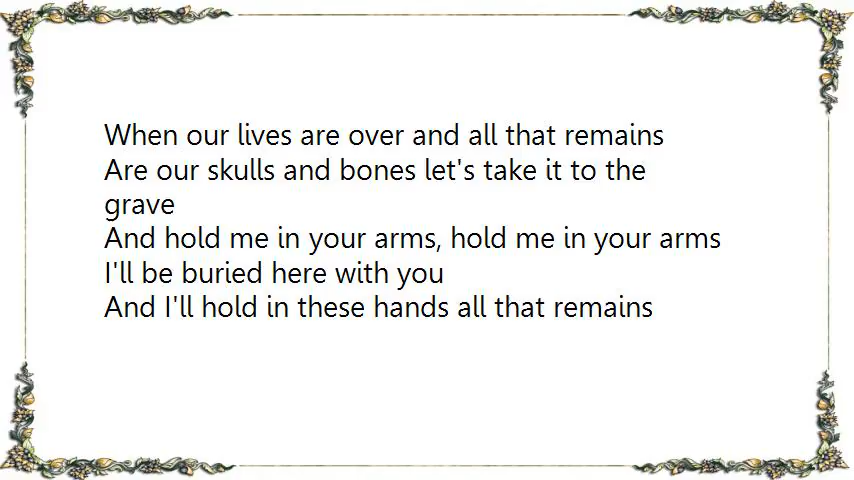 When our lives are over and all that remains
Are our skulls and bones let's take it to the
grave
And hold me in your arms, hold me in your arms
I'll be buried here with you
And I'll hold in these hands all that remains